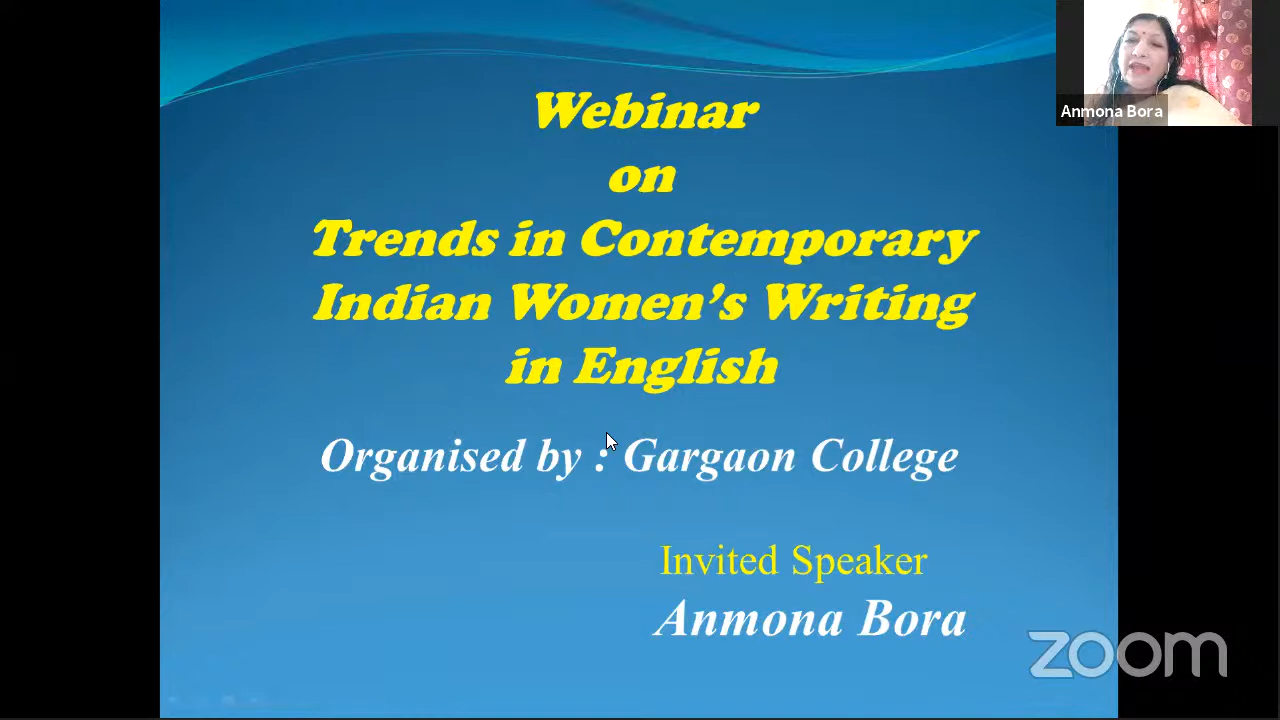 Webinar
on
Trends in Contemporary
Indian Women’s Writing
in English
Organised by : Gargaon College
Invited Speaker
Anmona Bora
Anmona Bora
zoom